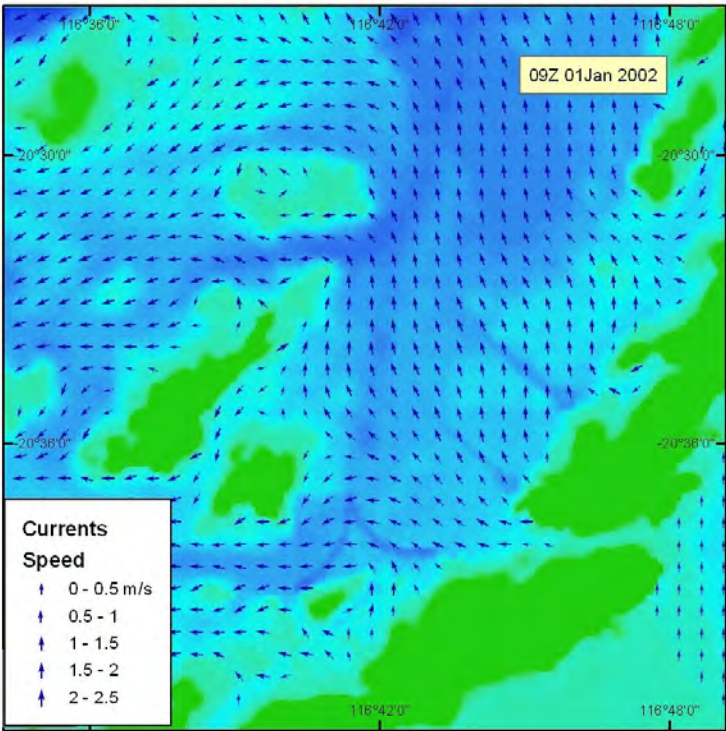 116°36'0"
116°42'0"
116°48'0"
09Z 01Jan 2002
-20°30'0"
-20°30'0"
-20°36'0"
-20°36'0"
Currents
Speed
0 - 0.5 m/s
0.5 - 1
1 - 1.5
1.5 - 2
2 - 2.5
116°42'0"
116°48'0"